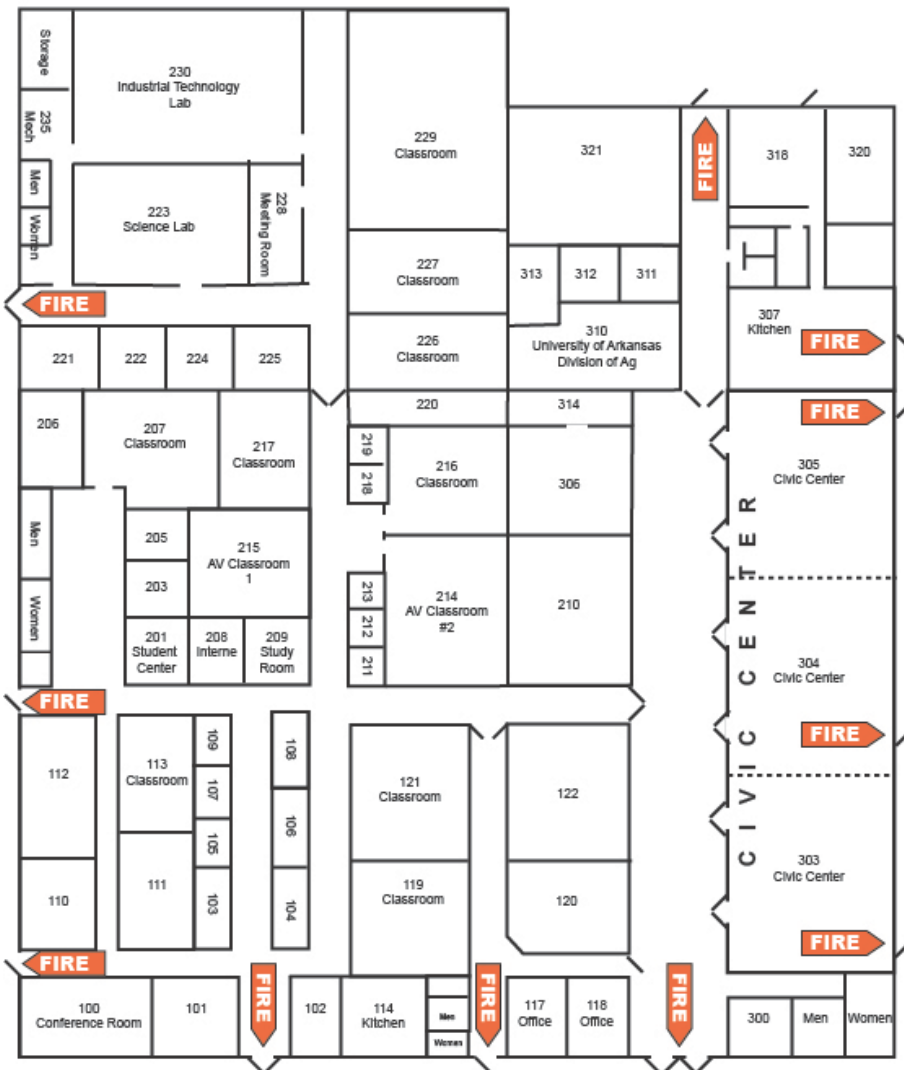 Storage
230
Industrial Technology
Lab
235
Mech
229
Classroom
321
FIRE
318
320
Men
223
Science Lab
228
Meeting Room
Women
227
Classroom
313
312
311
FIRE
307
Kitchen
FIRE
310
University of Arkansas
Division of Ag
226
Classroom
221
222
224
225
220
314
FIRE
206
207
Classroom
217
Classroom
219
218
216
Classroom
306
305
Civic Center
Men
205
215
AV Classroom
1
203
213
212
211
214
AV Classroom
#2
210
Women
201
Student
Center
208
Interne
209
Study
Room
304
Civic Center
CIVIC CENTER
FIRE
FIRE
112
113
Classroom
109
107
105
103
108
106
104
121
Classroom
122
110
111
119
Classroom
120
303
Civic Center
FIRE
FIRE
100
Conference Room
101
FIRE
102
114
Kitchen
Men
Women
FIRE
117
Office
118
Office
FIRE
300
Men
Women